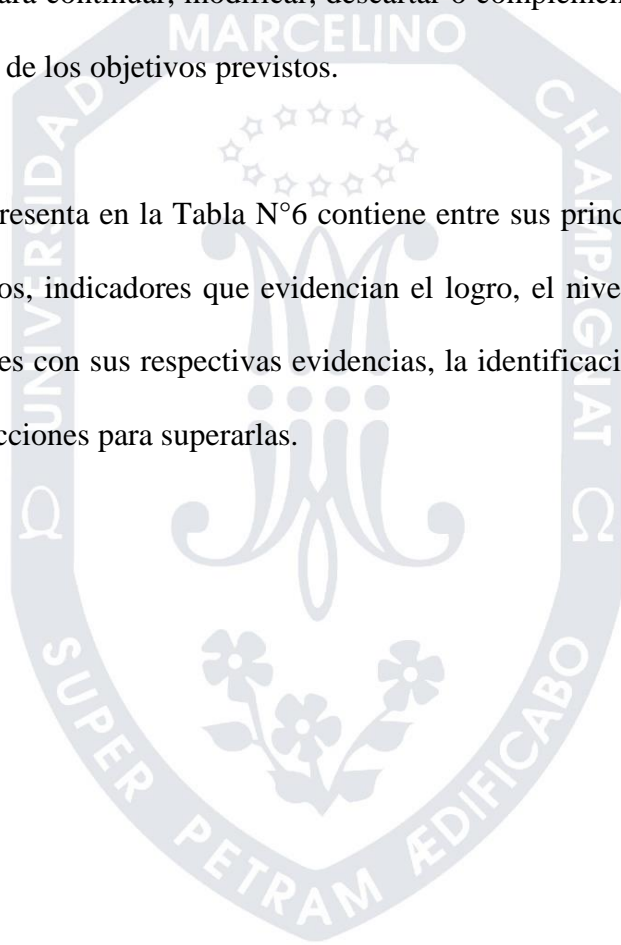 ara continuar, modificar, descartar o complemen
de los objetivos previstos.
resenta en la Tabla N°6 contiene entre sus princ
os, indicadores que evidencian el logro, el nive
es con sus respectivas evidencias, la identificaci
cciones para superarlas.
UNIVERSIDAD
MARCELINO
CHAMPAGNAT
Ω
Ω
SUPER PETRAM ÆDIFICABO